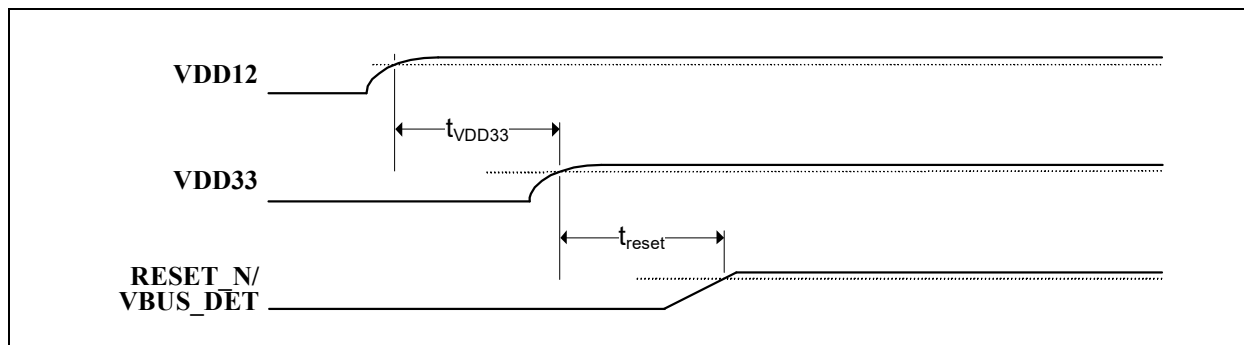 VDD12
tVDD33
VDD33
treset
RESET_N/
VBUS_DET